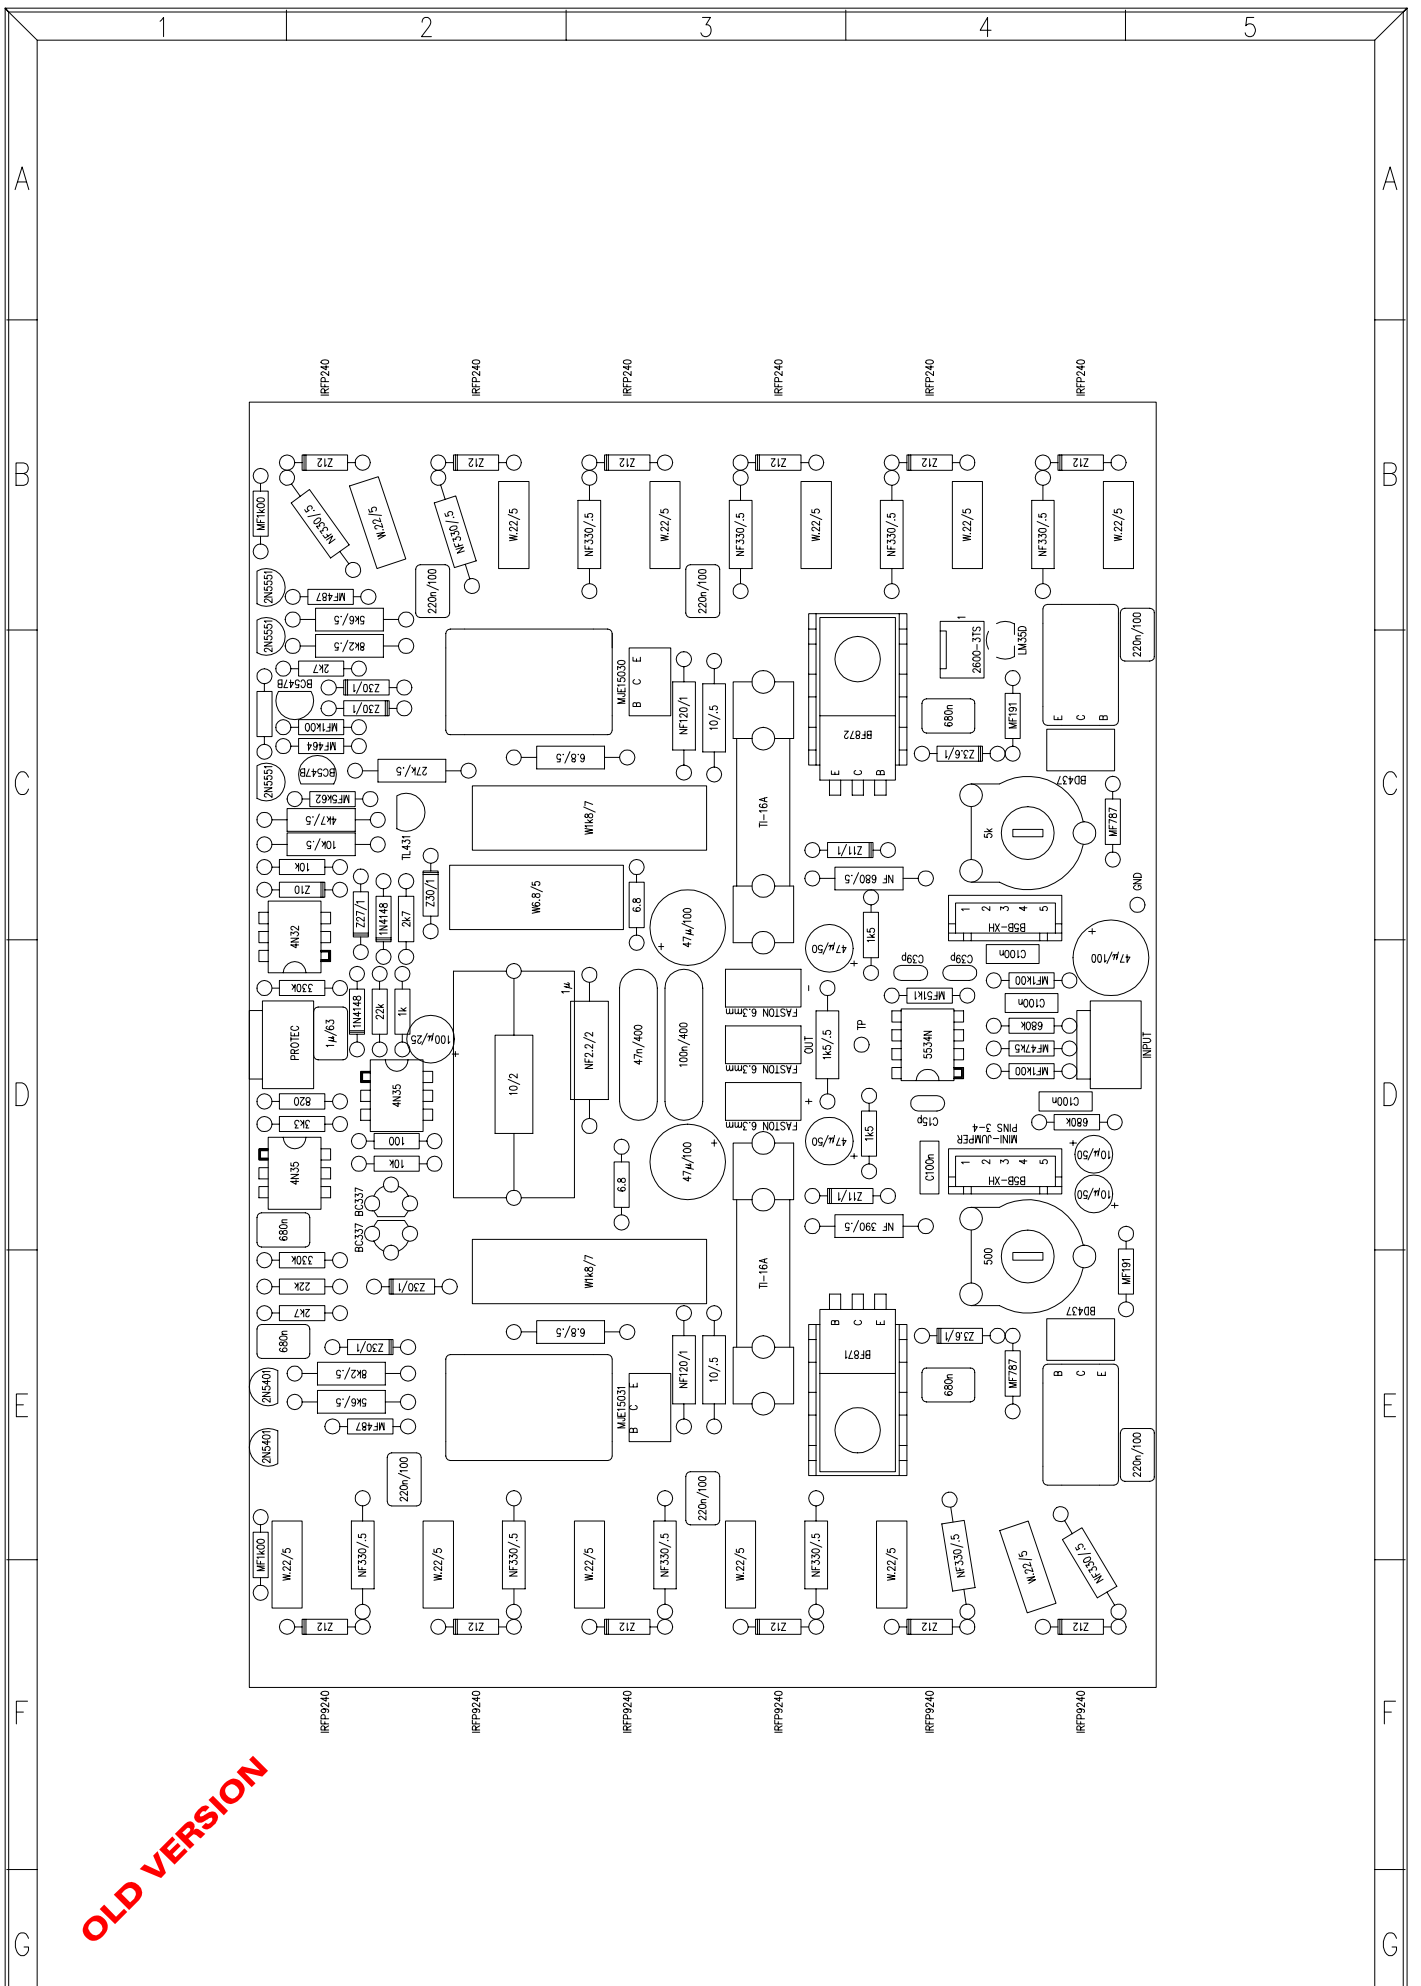 1 2 3 4 5
A A
IRFP240 IRFP240 IRFP240 IRFP240 IRFP240 IRFP240
B B
Z12 Z12 Z12 Z12 Z12 Z12
MF1k00 NF330/.5 W.22/5 NF330/.5 W.22/5 NF330/.5 W.22/5 NF330/.5 W.22/5 NF330/.5 W.22/5 NF330/.5 W.22/5
2N5551 MF487 220n/100 220n/100
5k6/.5
2N5551 8k2/.5 1 2600-3TS LM35D 220n/100
2k7 MJE15030 B C E
BC547B Z30/1
Z30/1 NF120/1 10/.5 680n MF191 E C B
MF1k00
MF464 6.8/.5 BF872 Z3.6/1
2N5551 BC547B 27k/.5 E C B BD437
C C
MF5k62
4k7/.5 W1k8/7 TI-16A 5k MF787
10k/.5 TL431 Z11/1
10k NF 680/.5
Z10 Z30/1 W6.8/5 6.8 GND
Z27/1 1N4148 2k7 1 2 3 4 5
4N32 47µ/100 + 1k5 B5B-XH
47µ/50 + C100n 47µ/100 +
330k 1µ C39p C39p MF1k00
1N4148 22k 1k FASTON 6.3mm - MF51k1 C100n
PROTEC 1µ/63 100µ/25 + 680k
10/2 NF2.2/2 47n/400 100n/400 FASTON 6.3mm OUT 1k5/.5 TP 5534N MF47k5 INPUT
4N35 MF1k00
D D
820 FASTON 6.3mm + C15p C100n
3k3 680k
100 47µ/50 + 1k5 MINI-JUMPER
PINS 3-4
4N35 10k 47µ/100 + C100n 1 2 3 4 5 10µ/50 +
6.8 B5B-XH
BC337 Z11/1 10µ/50 +
BC337 NF 390/.5
680n
330k
22k Z30/1 W1k8/7 TI-16A 500 MF191
2k7 BD437
680n Z30/1 6.8/.5 B C E Z3.6/1
8k2/.5 NF120/1 10/.5 BF871 MF787 B C E
2N5401 5k6/.5 MJE15031 B C E 680n
E E
MF487
2N5401 220n/100 220n/100 220n/100
MF1k00 W.22/5 NF330/.5 W.22/5 NF330/.5 W.22/5 NF330/.5 W.22/5 NF330/.5 W.22/5 NF330/.5 W.22/5 NF330/.5
Z12 Z12 Z12 Z12 Z12 Z12
IRFP9240 IRFP9240 IRFP9240 IRFP9240 IRFP9240 IRFP9240
F F
OLD VERSION
G G